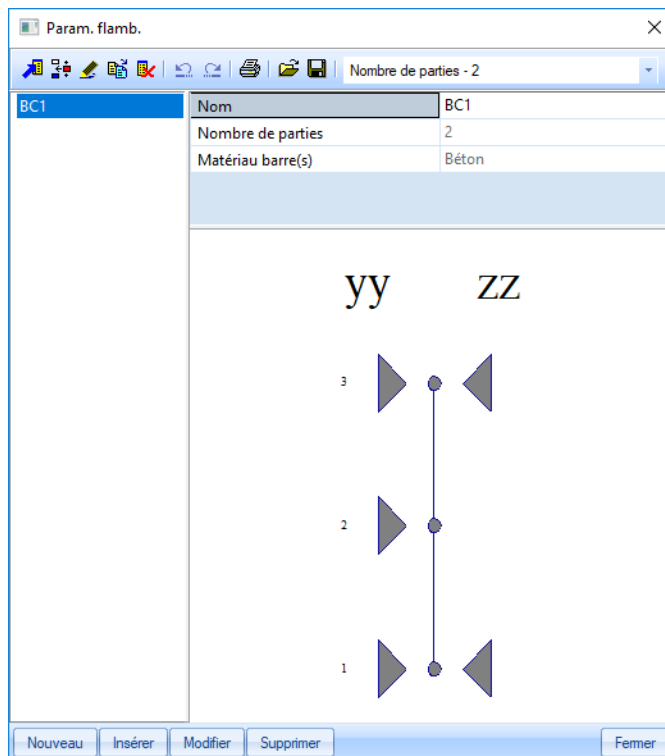 Param. flamb.
Nombre de parties - 2
BC1
Nom BC1
Nombre de parties 2
Matériau barre(s) Béton
yy zz
3
2
1
Nouveau Insérer Modifier Supprimer Fermer